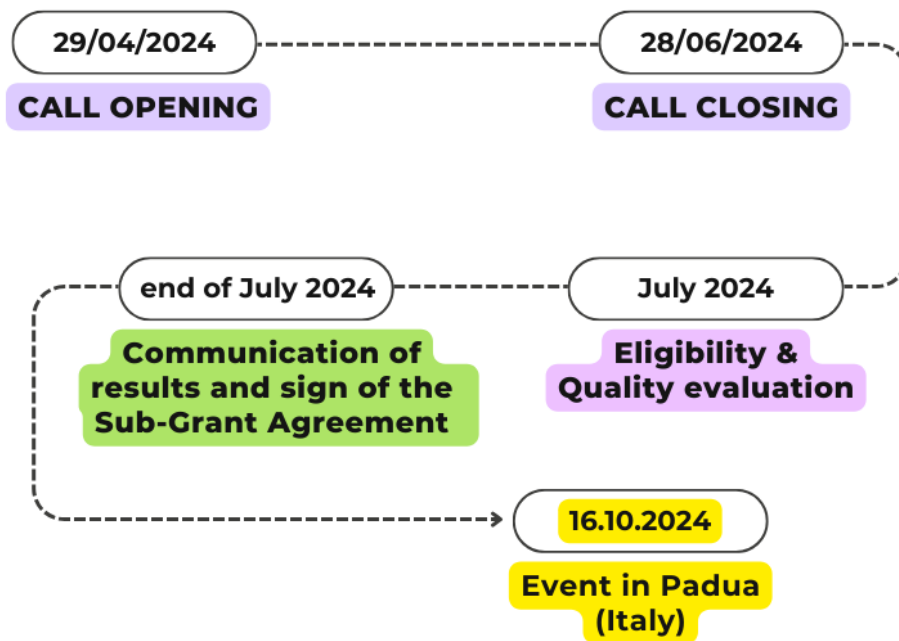 29/04/2024
28/06/2024
CALL OPENING
CALL CLOSING
end of July 2024
July 2024
Communication of
results and sign of the
Sub-Grant Agreement
Eligibility &
Quality evaluation
16.10.2024
Event in Padua
(Italy)